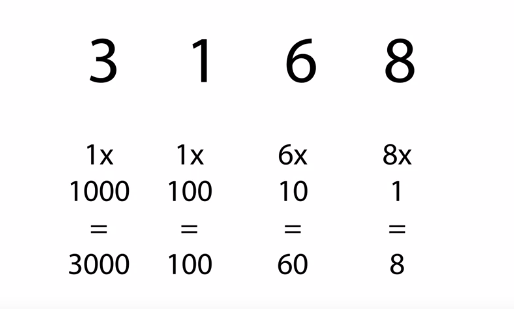 3 1 6 8
1x 1x 6x 8x
1000 100 10 1
= = = =
3000 100 60 8